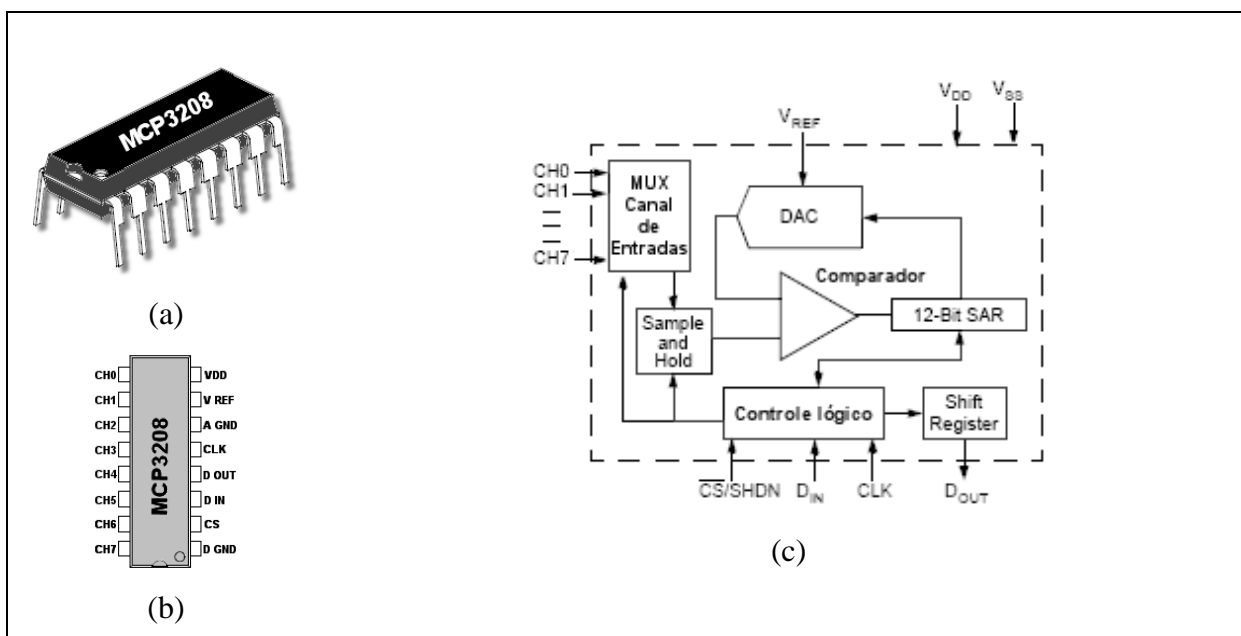 MCP3208
(a)
CH0 VDD
CH1 V REF
CH2 A GND
CH3 CLK
CH4 D OUT
CH5 D IN
CH6 CS
CH7 D GND
MCP3208
(b)
VDD VSS
VREF
CH0
CH1
CH7
MUX
Canal
de
Entradas
DAC
Comparador
Sample
and
Hold
12-Bit SAR
Controle lógico
Shift
Register
C̅S̅/SHDN DIN CLK DOUT
(c)